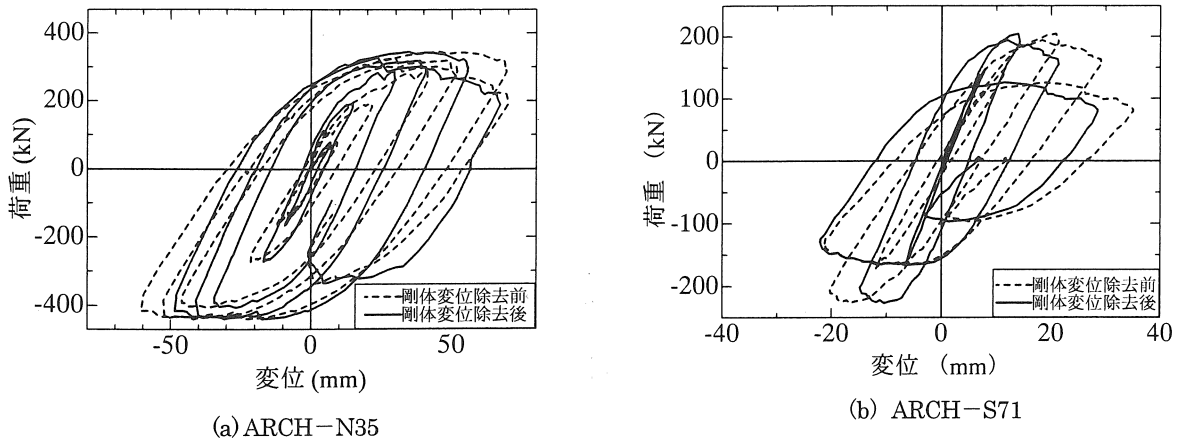 400
200
0
-200
-400
荷重 (kN)
-50
0
50
変位 (mm)
剛体変位除去前
剛体変位除去後
(a) ARCH－N35
200
100
0
-100
-200
荷重 (kN)
-40
-20
0
20
40
変位 (mm)
剛体変位除去前
剛体変位除去後
(b) ARCH－S71